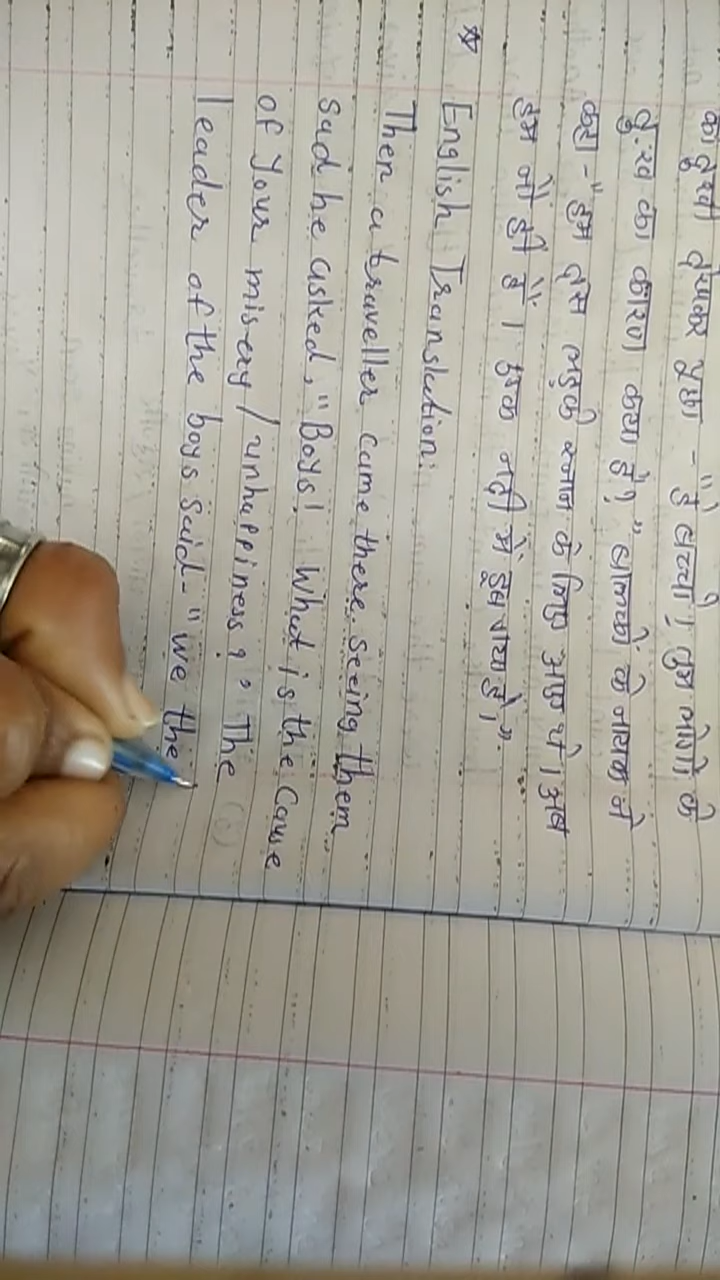 को दुखी देखकर पूछा - "हे बच्चों! तुम लोगों के
दुःख का कारण क्या है?" बालकों के नायक ने
कहा - "हम दस लड़के स्नान के लिए आए थे। अब
हम नौ ही हैं। एक नदी में डूब गया है।"
☆ English Translation:
Then a traveller came there. Seeing them
sad he asked, "Boys! What is the cause
of your misery/unhappiness?" The
leader of the boys said- "we the